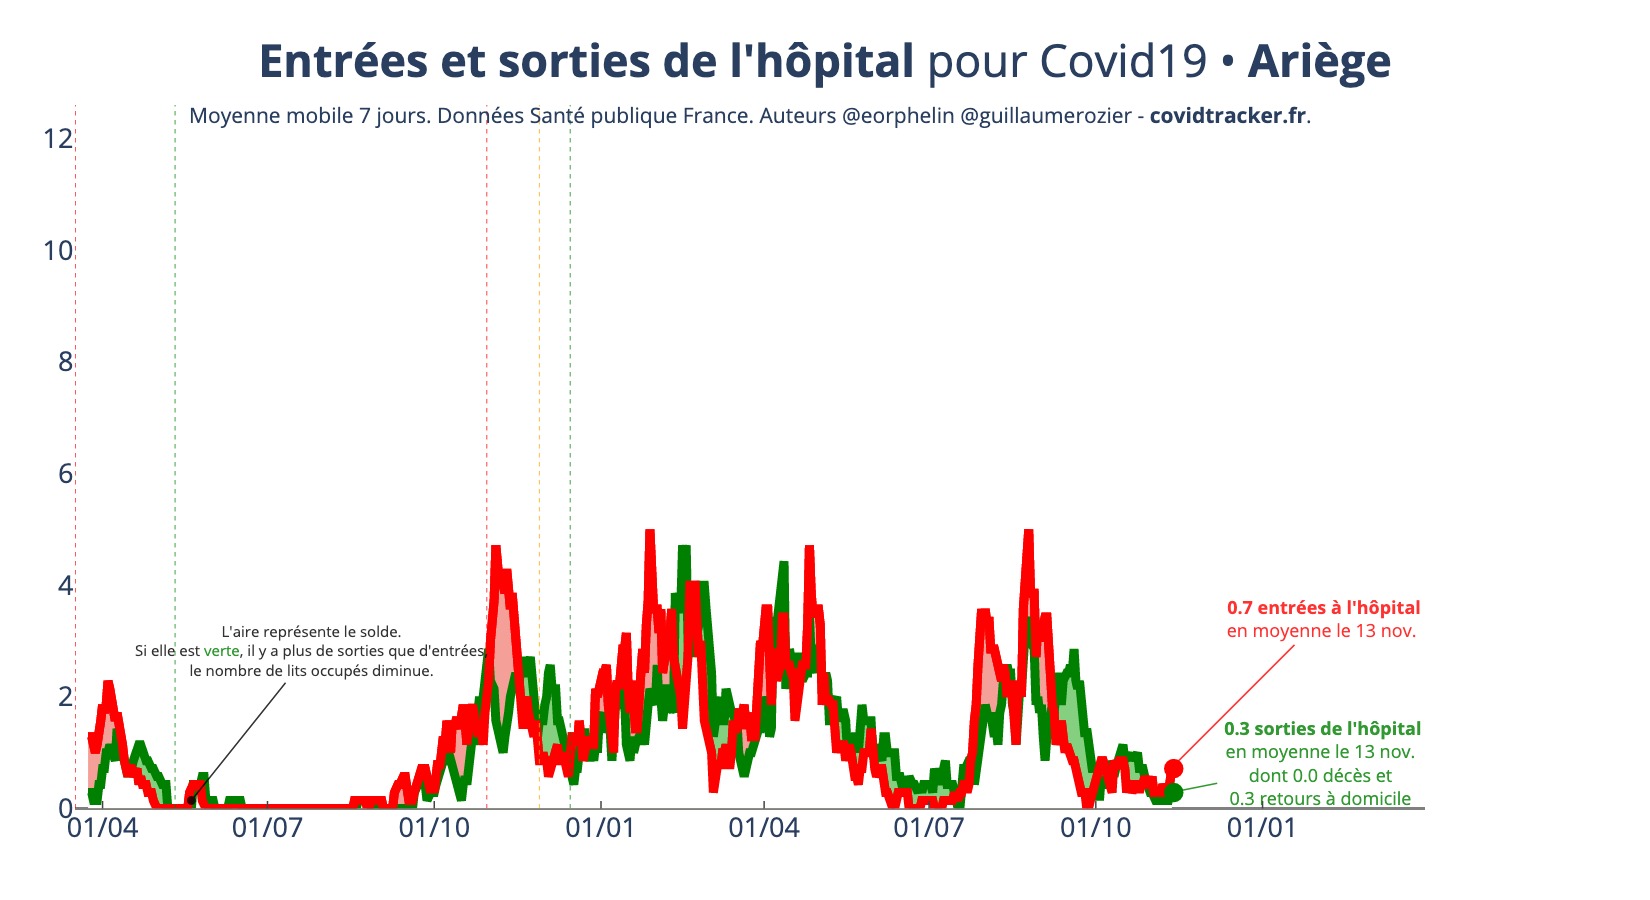 Entrées et sorties de l'hôpital pour Covid19 • Ariège
Moyenne mobile 7 jours. Données Santé publique France. Auteurs @eorphelin @guillaumerozier - covidtracker.fr.
12
10
8
6
4
2
0
L'aire représente le solde.
Si elle est verte, il y a plus de sorties que d'entrées,
le nombre de lits occupés diminue.
0.7 entrées à l'hôpital
en moyenne le 13 nov.
0.3 sorties de l'hôpital
en moyenne le 13 nov.
dont 0.0 décès et
0.3 retours à domicile
01/04 01/07 01/10 01/01 01/04 01/07 01/10 01/01